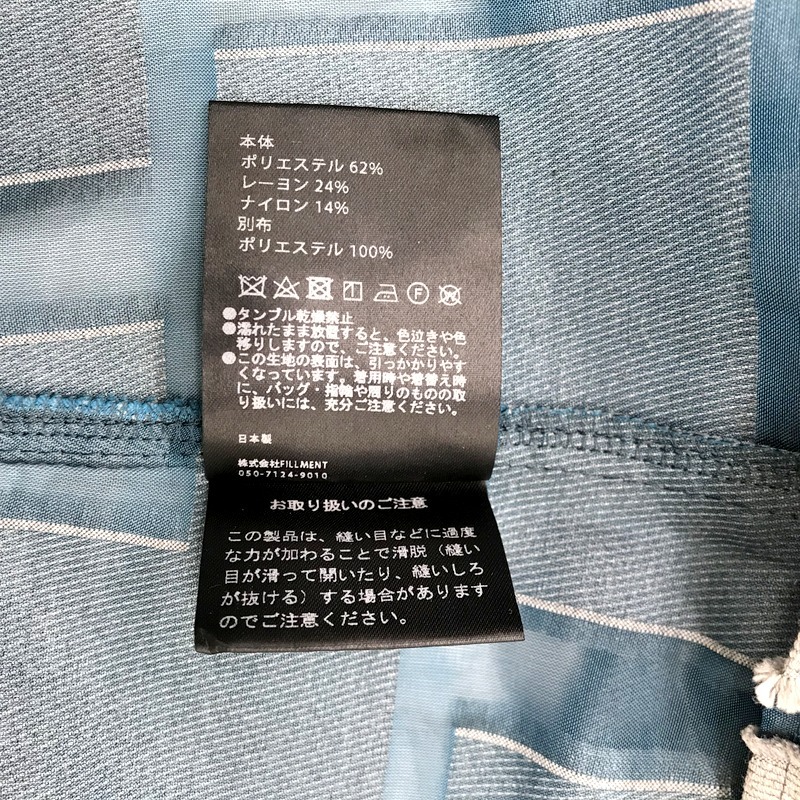 本体
ポリエステル 62%
レーヨン 24%
ナイロン 14%
別布
ポリエステル 100%
F
W
●タンブル乾燥禁止
●濡れたまま放置すると、色泣きや色
移りしますので、ご注意ください。
●この生地の表面は、引っかかりやす
くなっています。着用時や着替え時
に、バッグ・指輪や周りのものの取
り扱いには、充分ご注意ください。
日本製
株式会社FILLMENT
050-7124-9010
お取り扱いのご注意
この製品は、縫い目などに過度
な力が加わることで滑脱（縫い
目が滑って開いたり、縫いしろ
が抜ける）する場合があります
のでご注意ください。